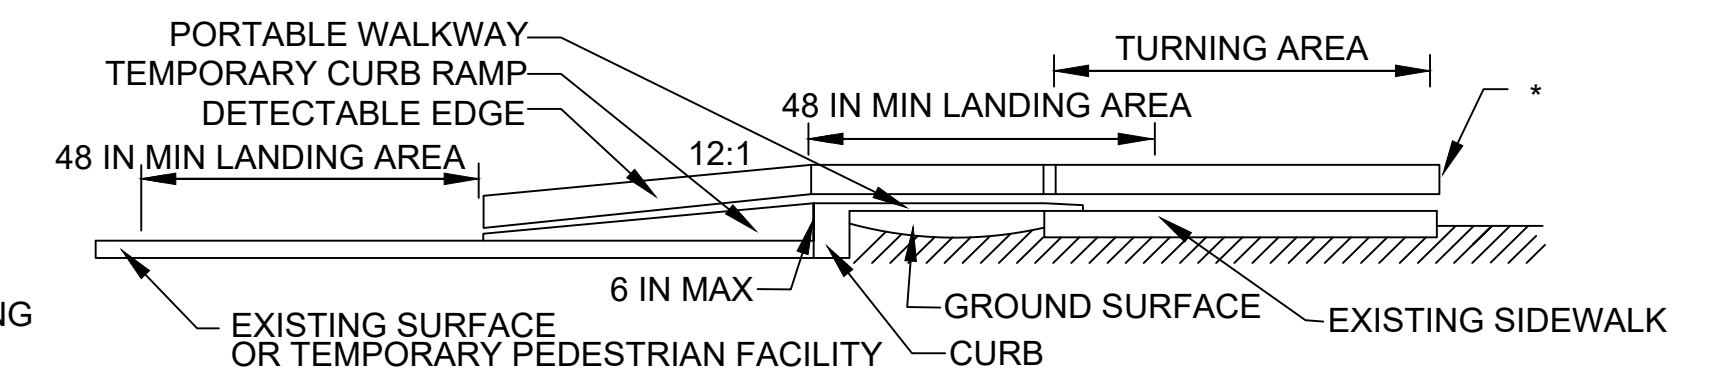 PORTABLE WALKWAY
TURNING AREA
TEMPORARY CURB RAMP
48 IN MIN LANDING AREA
*
DETECTABLE EDGE
48 IN MIN LANDING AREA
12:1
6 IN MAX
GROUND SURFACE
NG
EXISTING SURFACE
OR TEMPORARY PEDESTRIAN FACILITY
EXISTING SIDEWALK
CURB